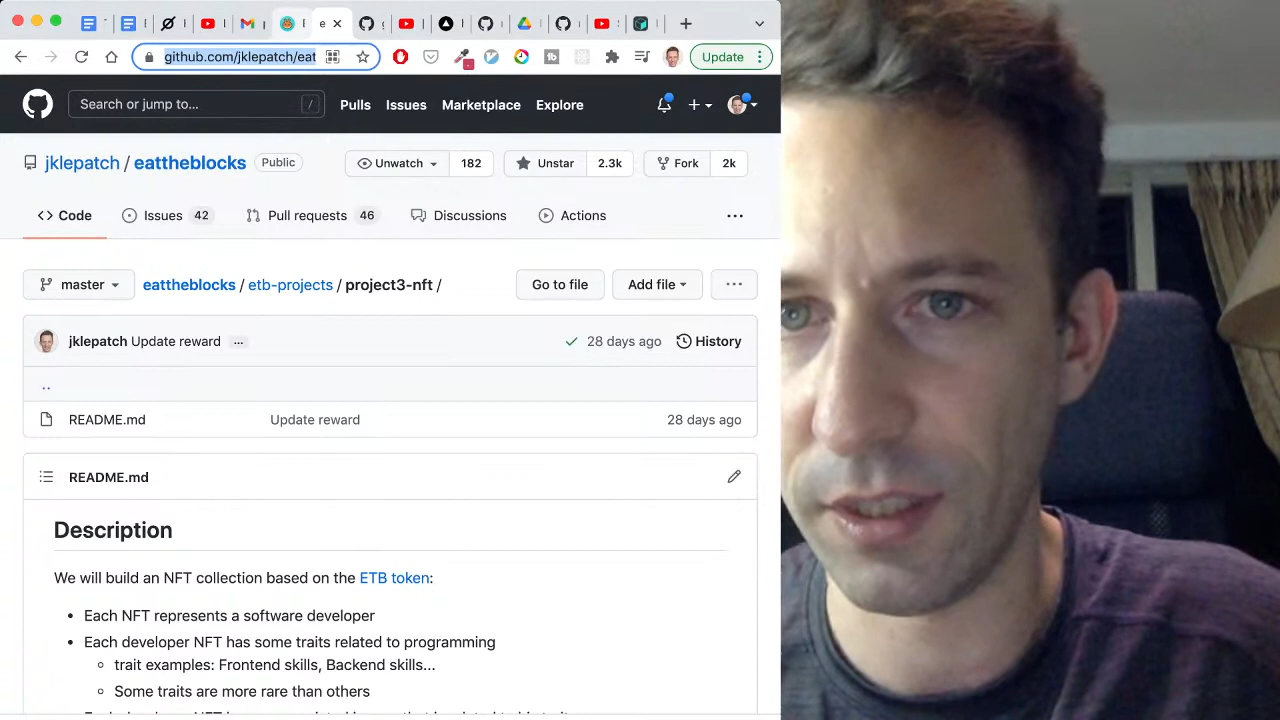 github.com/jklepatch/eat
Update
Search or jump to... /
Pulls Issues Marketplace Explore
jklepatch / eattheblocks Public
Unwatch 182 Unstar 2.3k Fork 2k
Code Issues 42 Pull requests 46 Discussions Actions ...
master eattheblocks / etb-projects / project3-nft / Go to file Add file ...
jklepatch Update reward ... 28 days ago History
..
README.md Update reward 28 days ago
README.md
Description
We will build an NFT collection based on the ETB token:
• Each NFT represents a software developer
• Each developer NFT has some traits related to programming
◦ trait examples: Frontend skills, Backend skills...
◦ Some traits are more rare than others